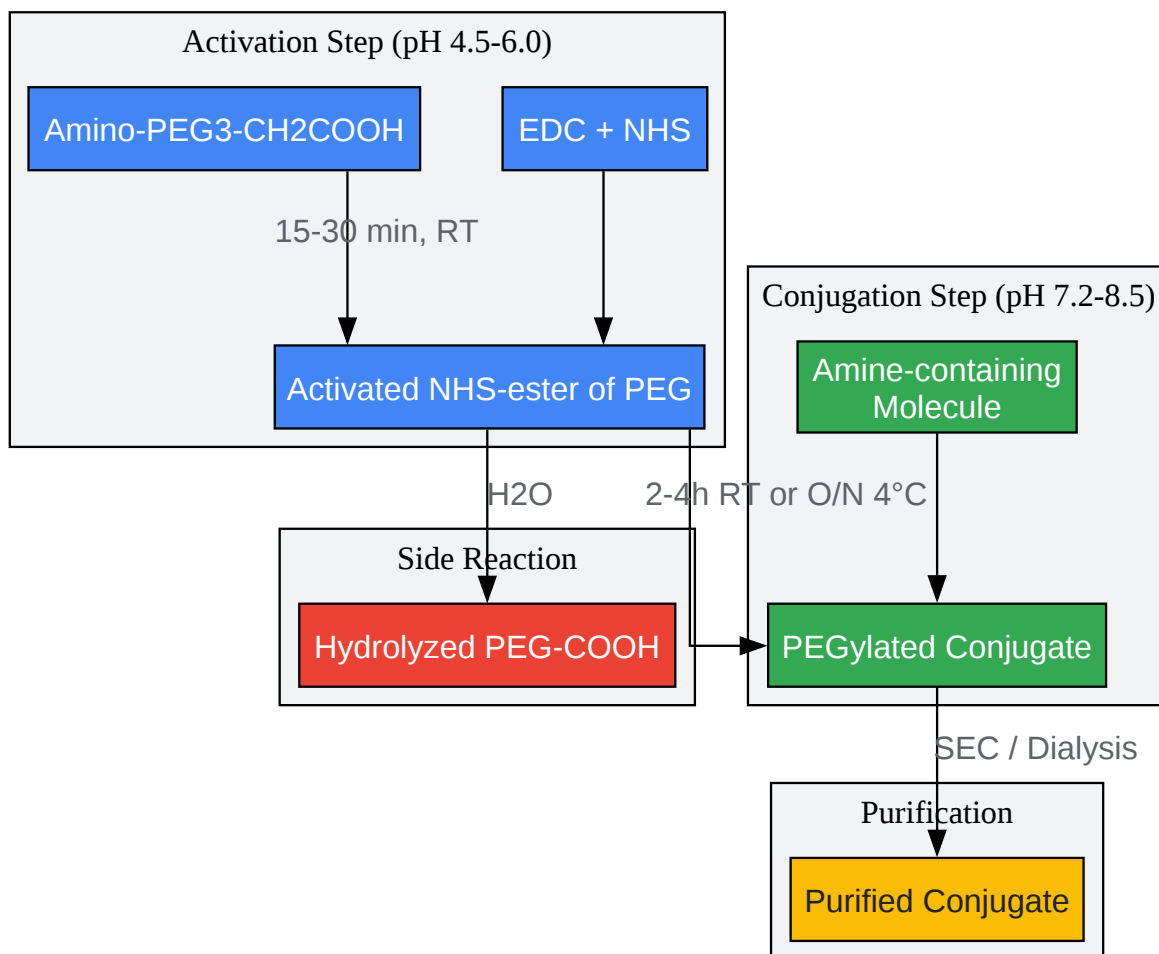 Activation Step (pH 4.5-6.0)
Amino-PEG3-CH2COOH
EDC + NHS
15-30 min, RT
Activated NHS-ester of PEG
Conjugation Step (pH 7.2-8.5)
Amine-containing
Molecule
H2O
2-4h RT or O/N 4°C
Side Reaction
Hydrolyzed PEG-COOH
PEGylated Conjugate
SEC / Dialysis
Purification
Purified Conjugate